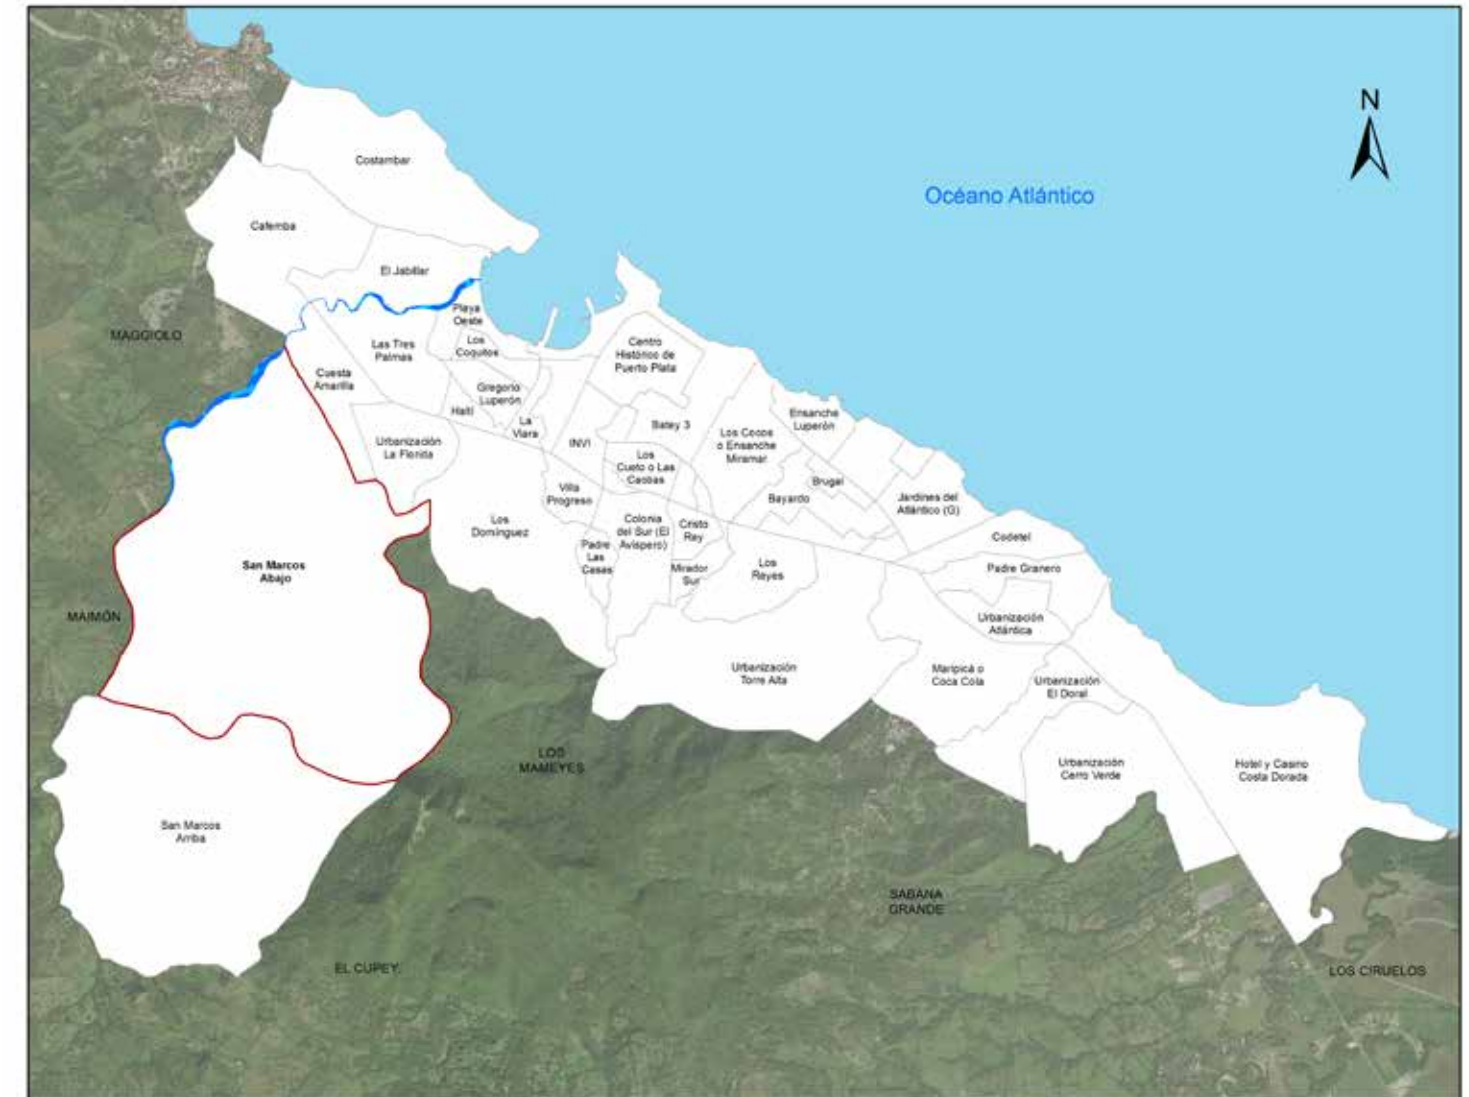 N
Océano Atlántico
Costambar
Cafemba
El Jabillar
MAGGIOLO
Playa
Oeste
Las Tres
Palmas
Los
Coquitos
Centro
Histórico de
Puerto Plata
Cuesta
Amarilla
Gregorio
Luperón
Haití
La
Viara
Urbanización
La Florida
INVI
Batey 3
Los Cocos
o Ensanche
Miramar
Ensanche
Luperón
Los
Cueto o Las
Caobas
Villa
Progreso
Brugal
Bayardo
Jardines del
Atlántico (G)
Los
Domínguez
Colonia
del Sur (El
Avispero)
Cristo
Rey
Padre
Las
Casas
Mirador
Sur
Los
Reyes
Codetel
Padre Granero
San Marcos
Abajo
MAIMÓN
Urbanización
Atlántica
Urbanización
Torre Alta
Maripicá o
Coca Cola
Urbanización
El Doral
LOS
MAMEYES
Urbanización
Cerro Verde
Hotel y Casino
Costa Dorada
San Marcos
Arriba
SABANA
GRANDE
EL CUPEY
LOS CIRUELOS